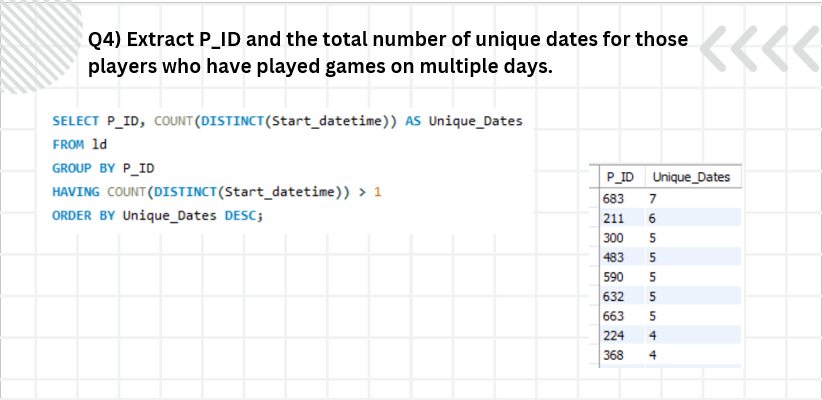 Q4) Extract P_ID and the total number of unique dates for those
players who have played games on multiple days.
SELECT P_ID, COUNT(DISTINCT(Start_datetime)) AS Unique_Dates
FROM ld
GROUP BY P_ID
HAVING COUNT(DISTINCT(Start_datetime)) > 1
ORDER BY Unique_Dates DESC;
P_ID Unique_Dates
683 7
211 6
300 5
483 5
590 5
632 5
663 5
224 4
368 4